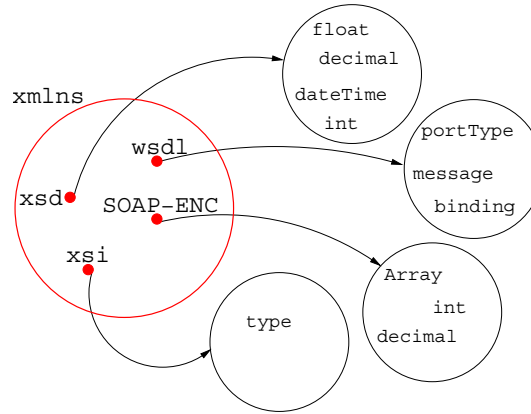 xmlns
xsd
wsdl
SOAP-ENC
xsi
float
decimal
dateTime
int
portType
message
binding
Array
int
decimal
type